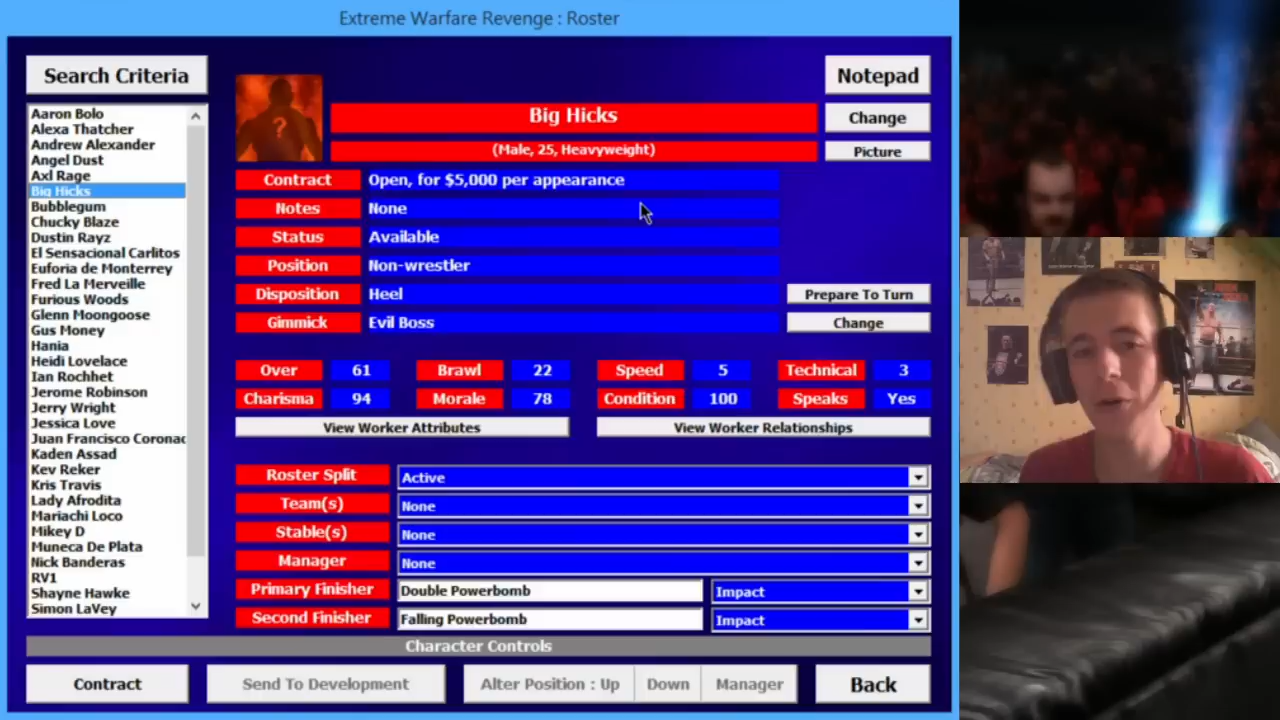 Extreme Warfare Revenge : Roster
Search Criteria
Aaron Bolo
Alexa Thatcher
Andrew Alexander
Angel Dust
Axl Rage
Big Hicks
Bubblegum
Chucky Blaze
Dustin Rayz
El Sensacional Carlitos
Euforia de Monterrey
Fred La Merveille
Furious Woods
Glenn Moongoose
Gus Money
Hania
Heidi Lovelace
Ian Rochhet
Jerome Robinson
Jerry Wright
Jessica Love
Juan Francisco Coronac
Kaden Assad
Kev Reker
Kris Travis
Lady Afrodita
Mariachi Loco
Mikey D
Muneca De Plata
Nick Banderas
RV1
Shayne Hawke
Simon LaVey
Big Hicks
(Male, 25, Heavyweight)
Notepad
Change
Picture
Contract Open, for $5,000 per appearance
Notes None
Status Available
Position Non-wrestler
Disposition Heel Prepare To Turn
Gimmick Evil Boss Change
Over 61 Brawl 22 Speed 5 Technical 3
Charisma 94 Morale 78 Condition 100 Speaks Yes
View Worker Attributes View Worker Relationships
Roster Split Active
Team(s) None
Stable(s) None
Manager None
Primary Finisher Double Powerbomb Impact
Second Finisher Falling Powerbomb Impact
Character Controls
Contract Send To Development Alter Position : Up Down Manager Back